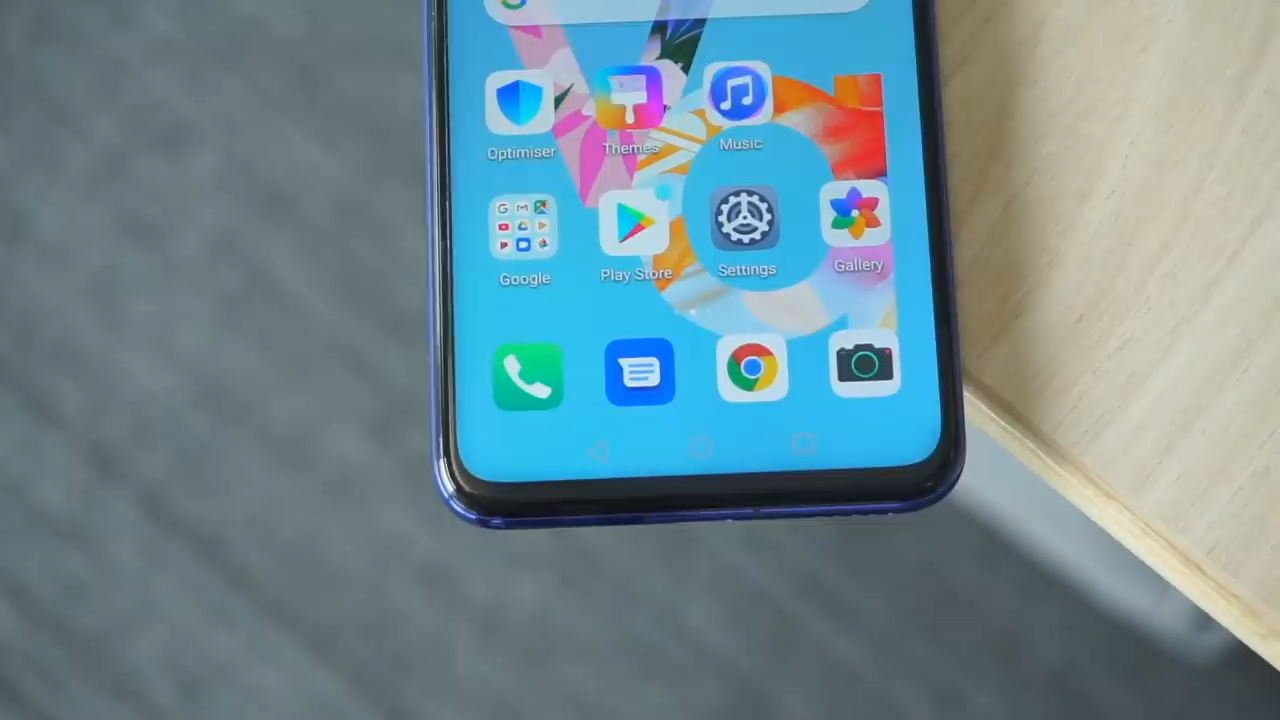 Optimiser
Themes
Music
Google
Play Store
Settings
Gallery